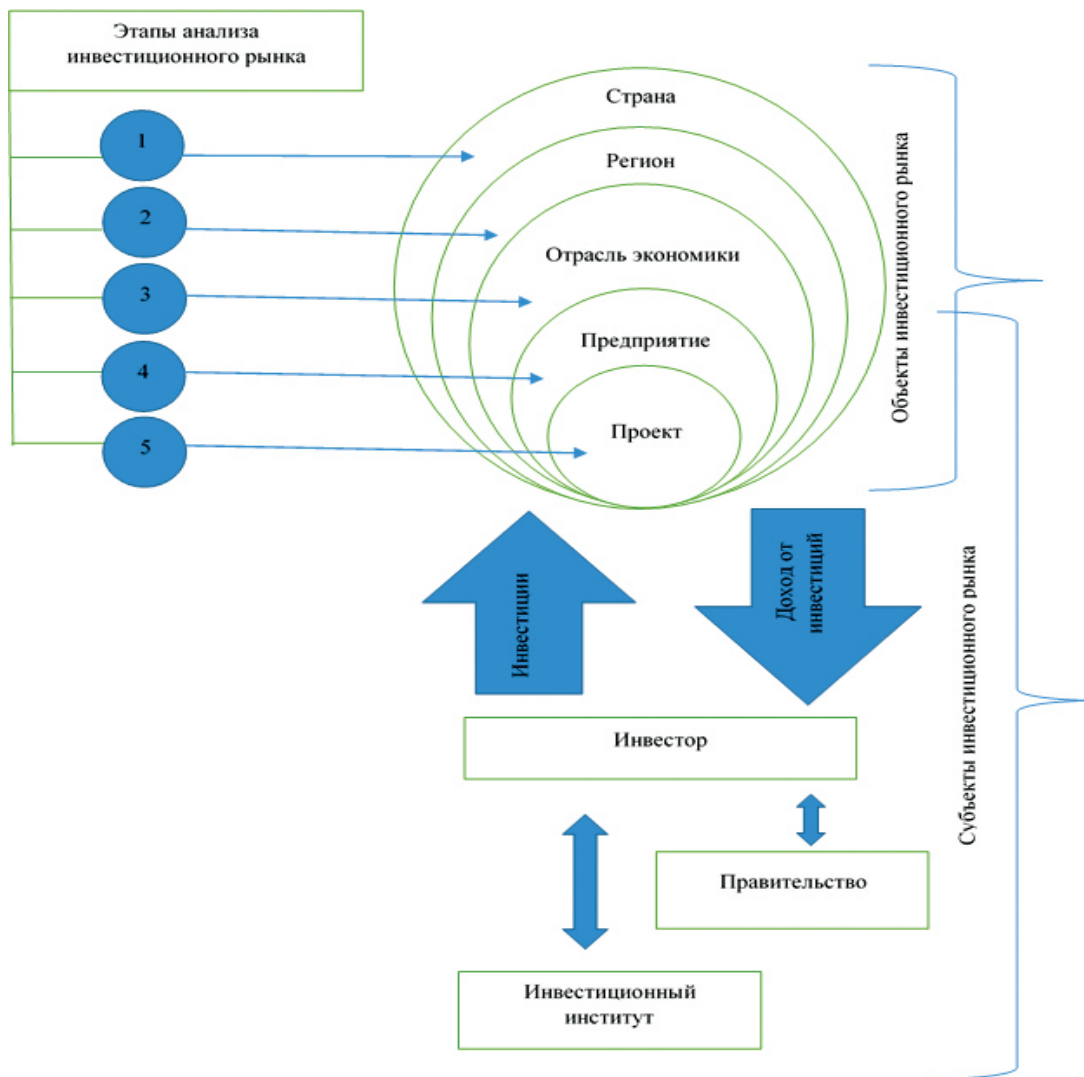 Этапы анализа
инвестиционного рынка
1
2
3
4
5
Страна
Регион
Отрасль экономики
Предприятие
Проект
Объекты инвестиционного рынка
Инвестиции
Доход от
инвестиций
Инвестор
Правительство
Инвестиционный
институт
Субъекты инвестиционного рынка